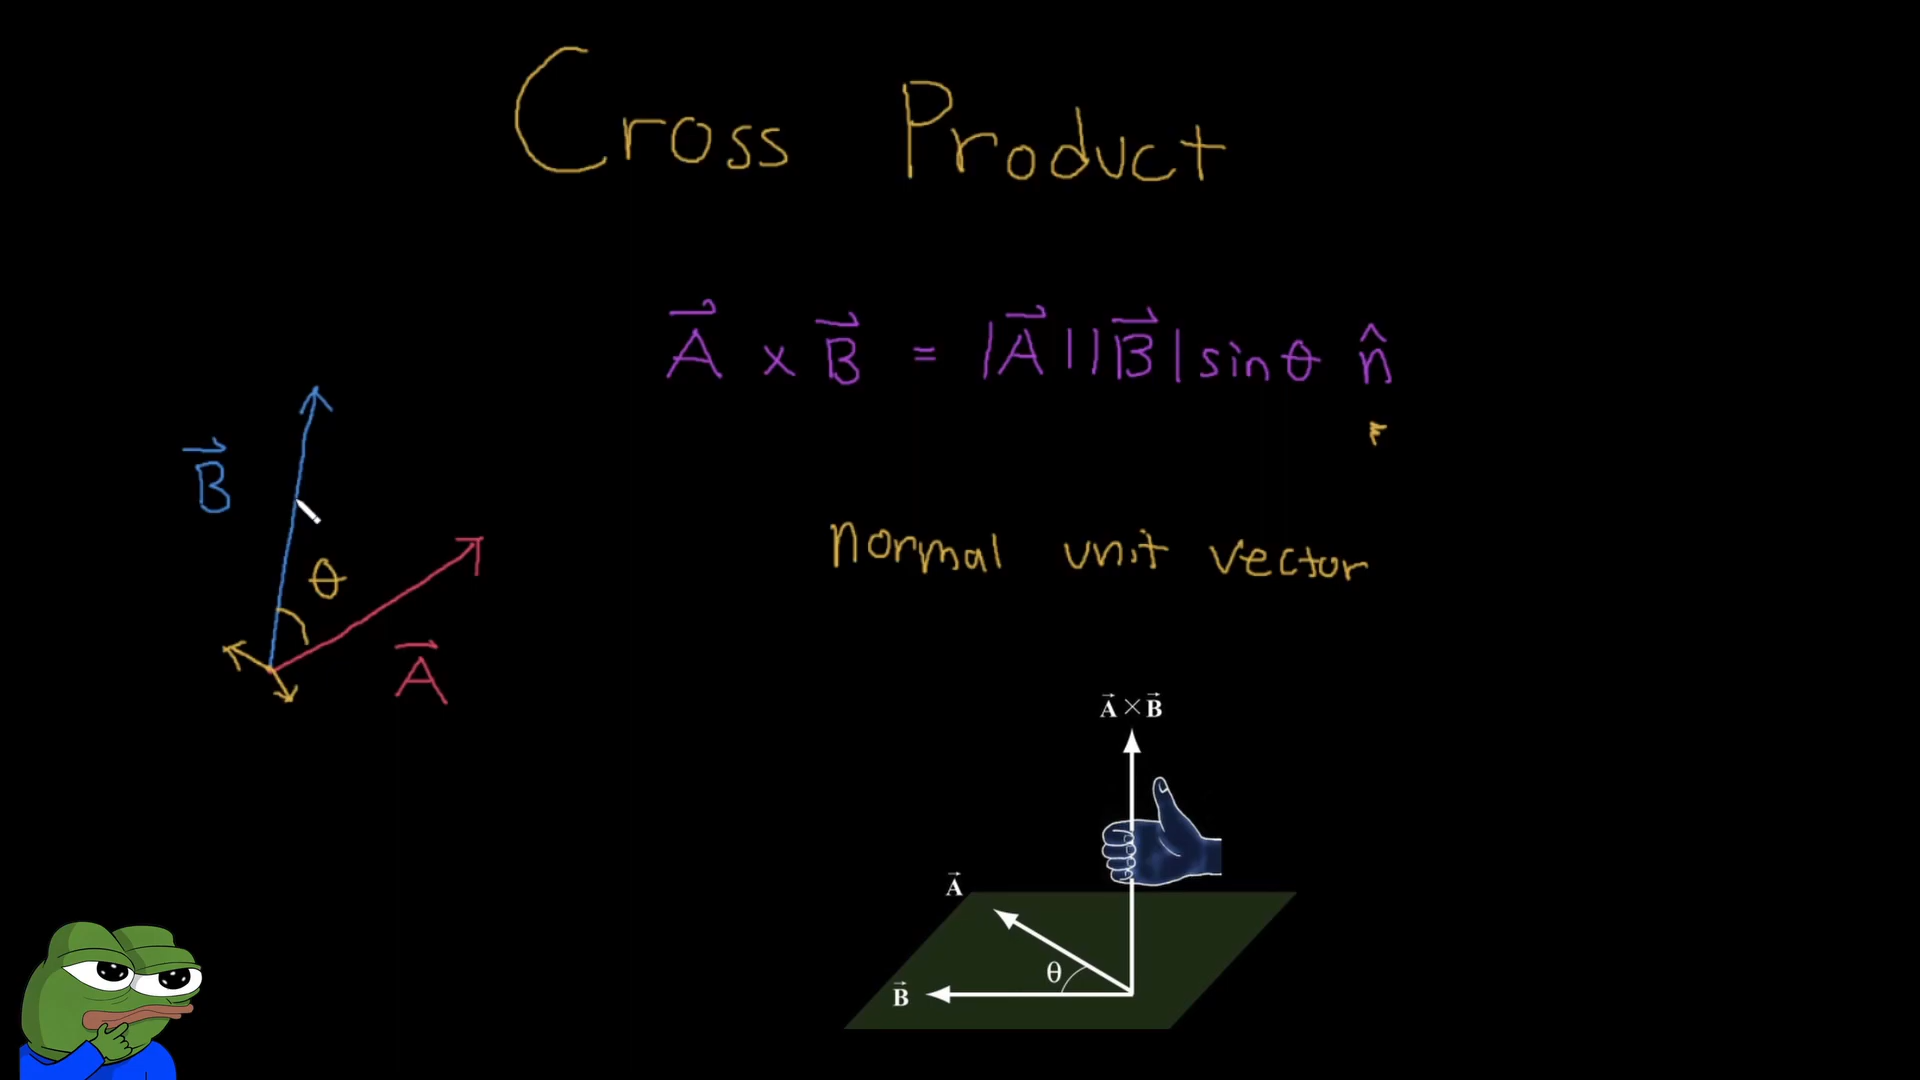 Cross Product
A⃗ × B⃗ = |A⃗||B⃗| sin θ n̂
B⃗
normal unit vector
θ
A⃗
A⃗ × B⃗
A⃗
θ
B⃗